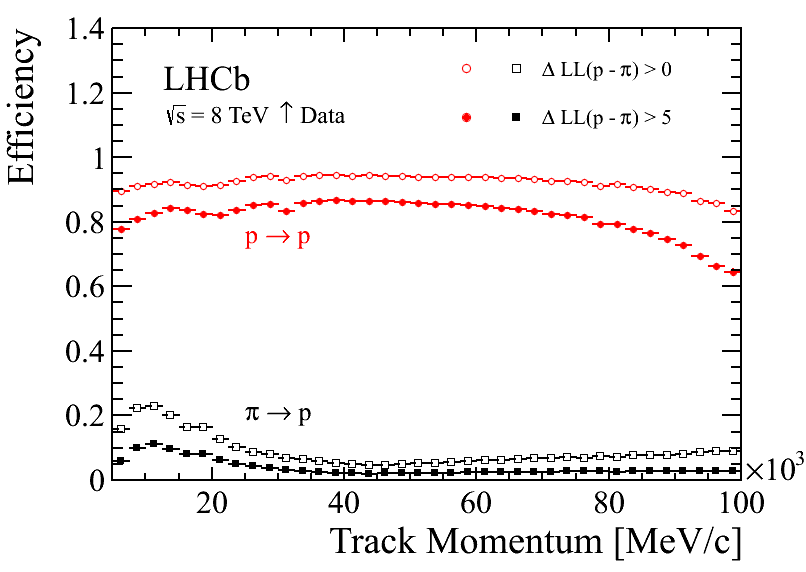 1.4
1.2
1
0.8
0.6
0.4
0.2
0
Efficiency
LHCb
√s = 8 TeV ↑ Data
Δ LL(p - π) > 0
Δ LL(p - π) > 5
p → p
π → p
20
40
60
80
100
×10³
Track Momentum [MeV/c]